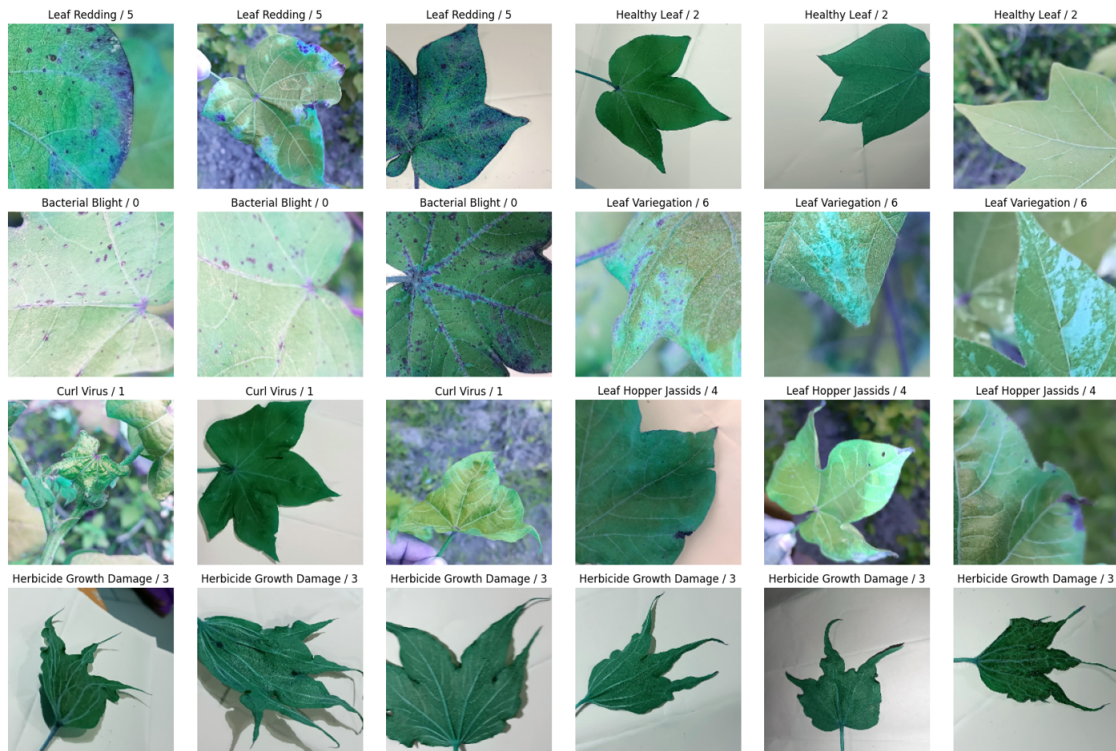 Leaf Redding / 5
Leaf Redding / 5
Leaf Redding / 5
Healthy Leaf / 2
Healthy Leaf / 2
Healthy Leaf / 2
Bacterial Blight / 0
Bacterial Blight / 0
Bacterial Blight / 0
Leaf Variegation / 6
Leaf Variegation / 6
Leaf Variegation / 6
Curl Virus / 1
Curl Virus / 1
Curl Virus / 1
Leaf Hopper Jassids / 4
Leaf Hopper Jassids / 4
Leaf Hopper Jassids / 4
Herbicide Growth Damage / 3
Herbicide Growth Damage / 3
Herbicide Growth Damage / 3
Herbicide Growth Damage / 3
Herbicide Growth Damage / 3
Herbicide Growth Damage / 3